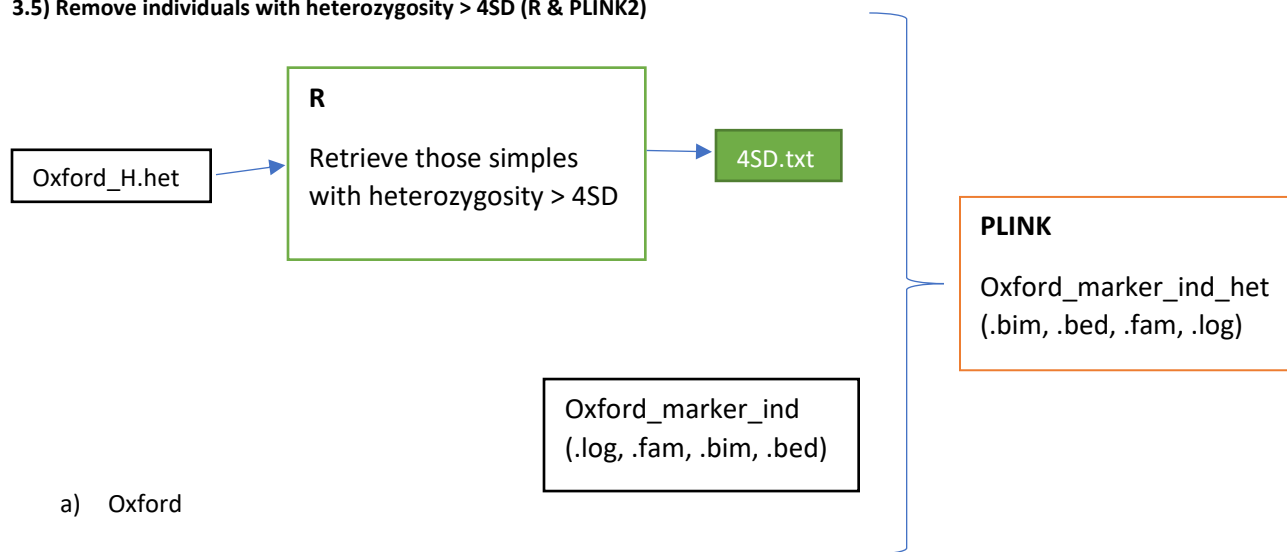 3.5) Remove individuals with heterozygosity > 4SD (R & PLINK2)
R
Retrieve those simples
with heterozygosity > 4SD
Oxford_H.het
4SD.txt
PLINK
Oxford_marker_ind_het
(.bim, .bed, .fam, .log)
Oxford_marker_ind
(.log, .fam, .bim, .bed)
a) Oxford